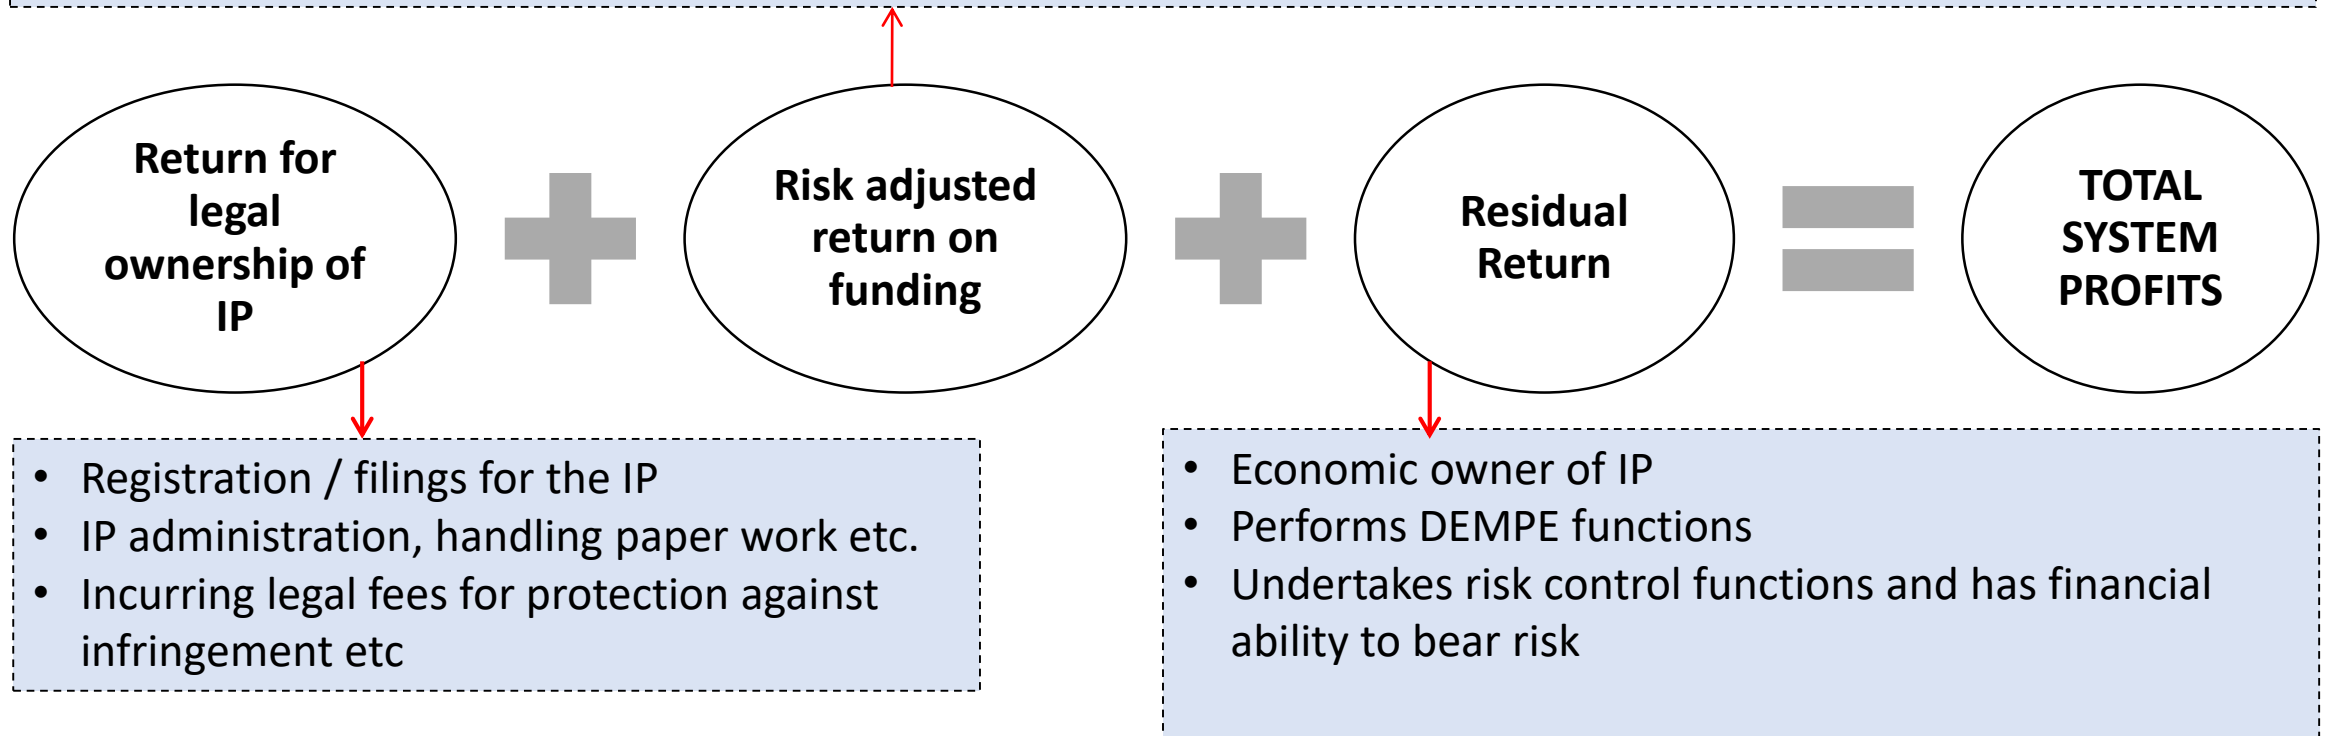 Return for
legal
ownership of
IP
Risk adjusted
return on
funding
Residual
Return
TOTAL
SYSTEM
PROFITS
• Registration / filings for the IP
• IP administration, handling paper work etc.
• Incurring legal fees for protection against
infringement etc
• Economic owner of IP
• Performs DEMPE functions
• Undertakes risk control functions and has financial
ability to bear risk